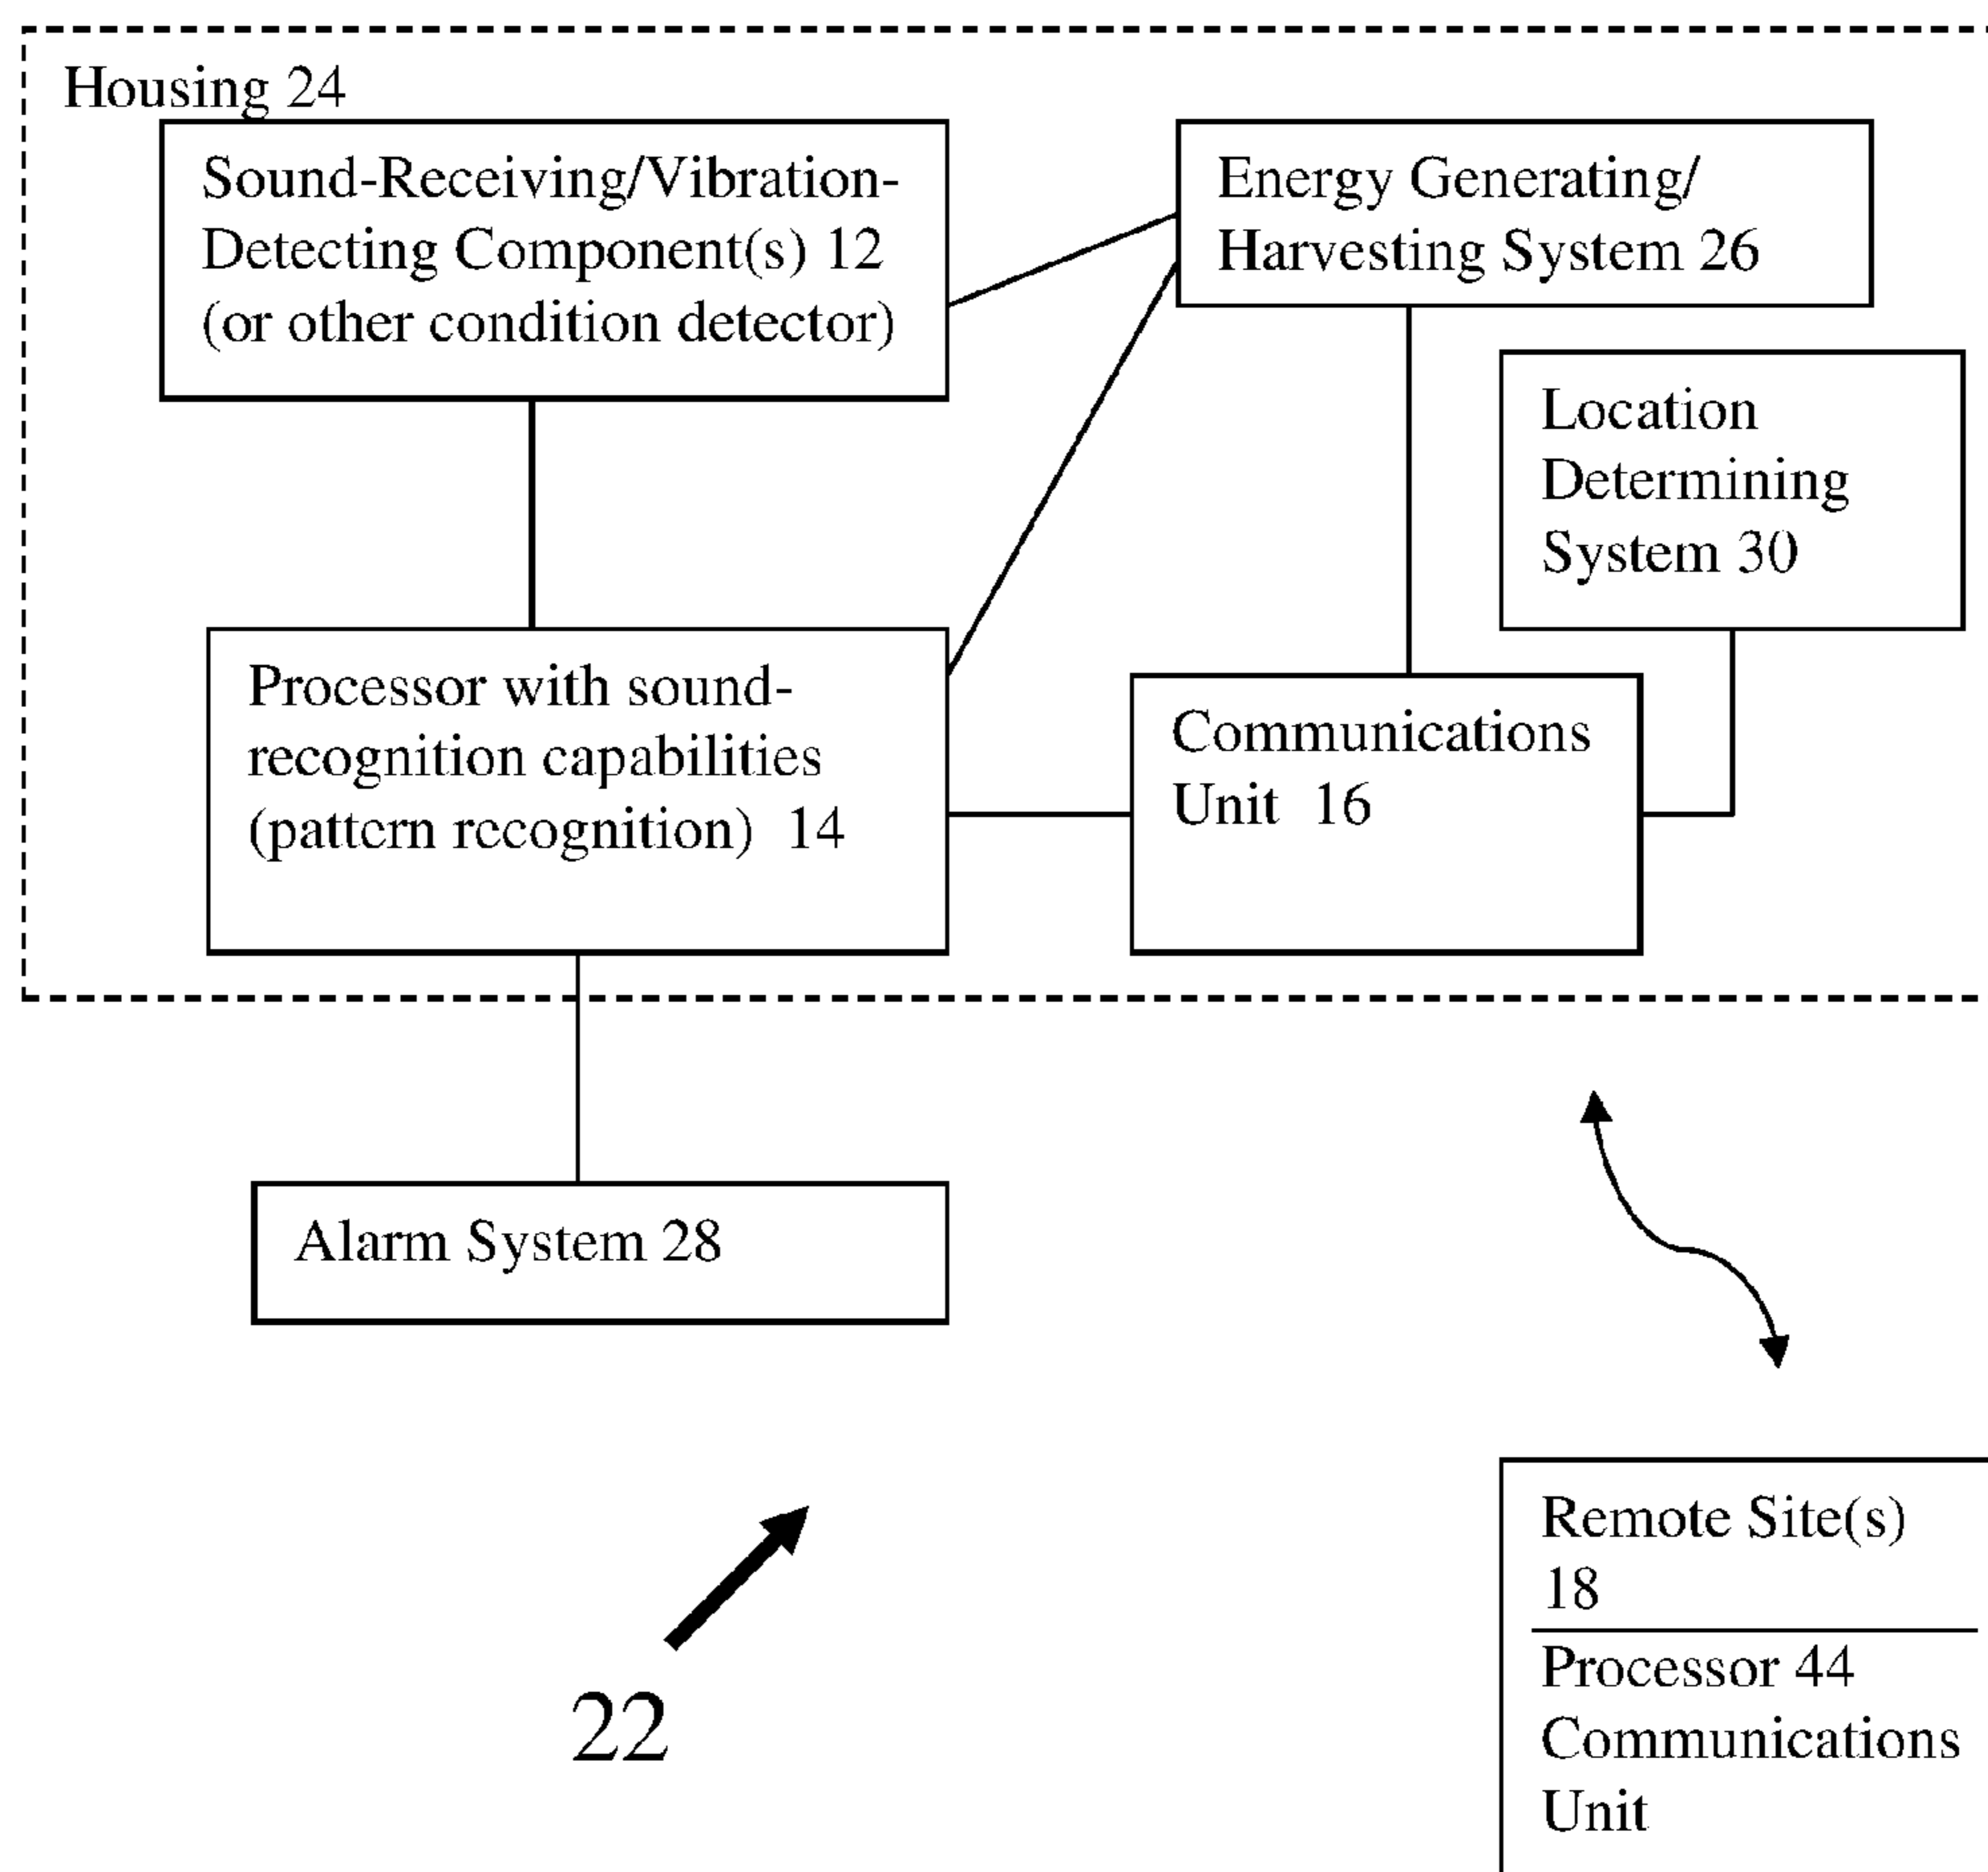 Housing 24
Sound-Receiving/Vibration-
Detecting Component(s) 12
(or other condition detector)
Energy Generating/
Harvesting System 26
Location
Determining
System 30
Processor with sound-
recognition capabilities
(pattern recognition) 14
Communications
Unit 16
Alarm System 28
22
Remote Site(s)
18
Processor 44
Communications
Unit